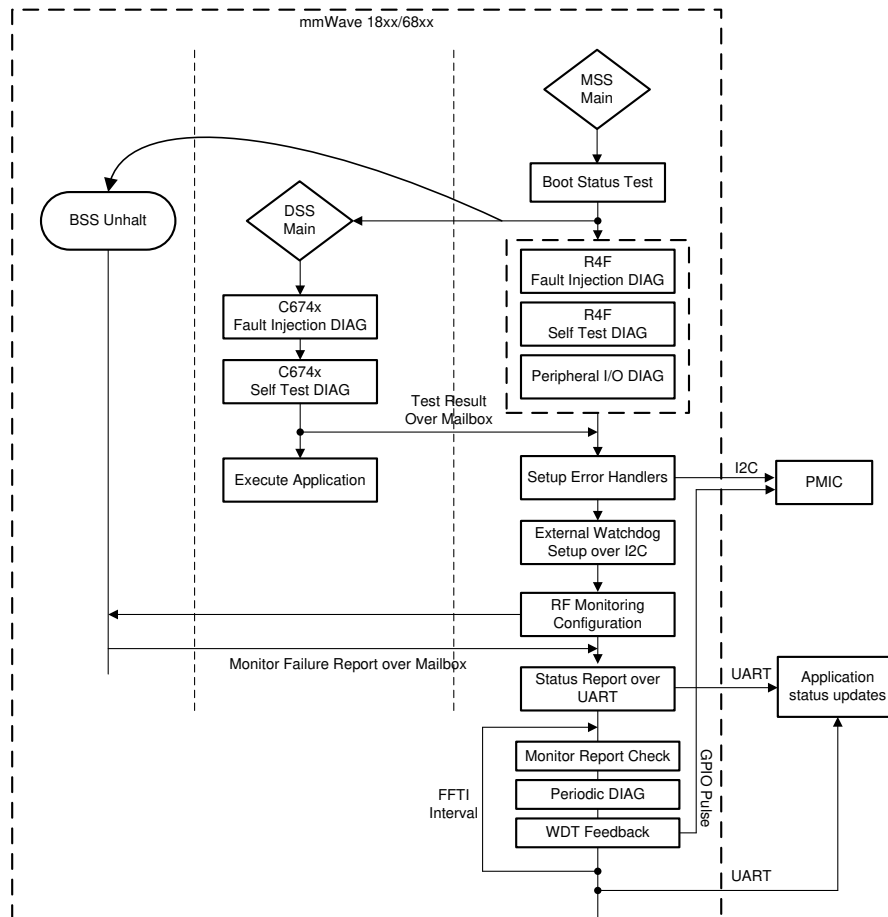 mmWave 18xx/68xx
MSS
Main
Boot Status Test
BSS Unhalt
DSS
Main
R4F
Fault Injection DIAG
R4F
Self Test DIAG
Peripheral I/O DIAG
C674x
Fault Injection DIAG
C674x
Self Test DIAG
Test Result
Over Mailbox
Execute Application
Setup Error Handlers
I2C
PMIC
External Watchdog
Setup over I2C
RF Monitoring
Configuration
Monitor Failure Report over Mailbox
Status Report over
UART
UART
Application
status updates
Monitor Report Check
Periodic DIAG
WDT Feedback
FFTI
Interval
GPIO Pulse
UART